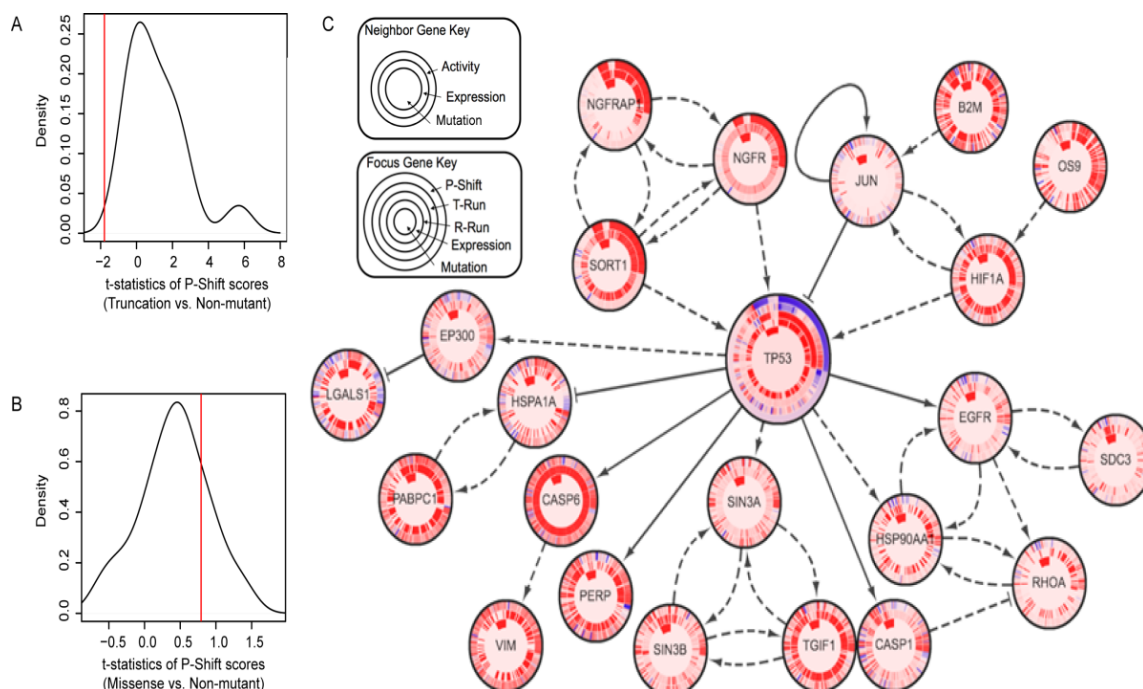 A
0.25
0.20
0.15
0.10
0.05
0.00
Density
−2
0
2
4
6
8
t-statistics of P-Shift scores
(Truncation vs. Non-mutant)
B
0.8
0.6
0.4
0.2
0.0
Density
−0.5
0.0
0.5
1.0
1.5
t-statistics of P-Shift scores
(Missense vs. Non-mutant)
C
Neighbor Gene Key
Activity
Expression
Mutation
Focus Gene Key
P-Shift
T-Run
R-Run
Expression
Mutation
NGFRAP1
NGFR
B2M
JUN
OS9
SORT1
HIF1A
EP300
TP53
LGALS1
HSPA1A
EGFR
SDC3
PABPC1
CASP6
SIN3A
HSP90AA1
RHOA
PERP
VIM
SIN3B
TGIF1
CASP1